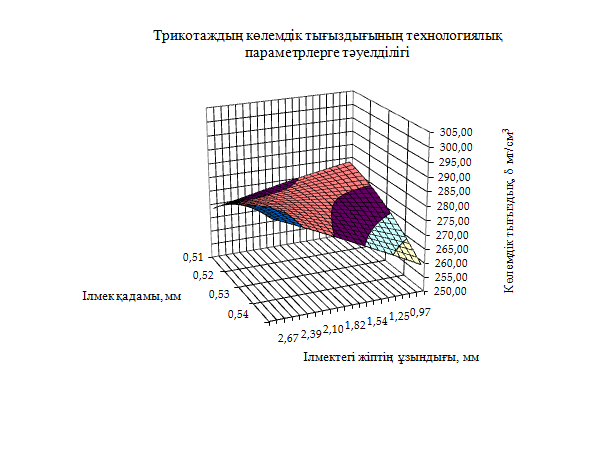 Трикотаждың көлемдік тығыздығының технологиялық
параметрлерге тәуелділігі
305,00
300,00
295,00
290,00
285,00
280,00
275,00
270,00
265,00
260,00
255,00
250,00
Көлемдік тығыздық, δ мг/см³
0,51
0,52
0,53
0,54
Ілмек қадамы, мм
2,67 2,39 2,10 1,82 1,54 1,25 0,97
Ілмектегі жіптің ұзындығы, мм